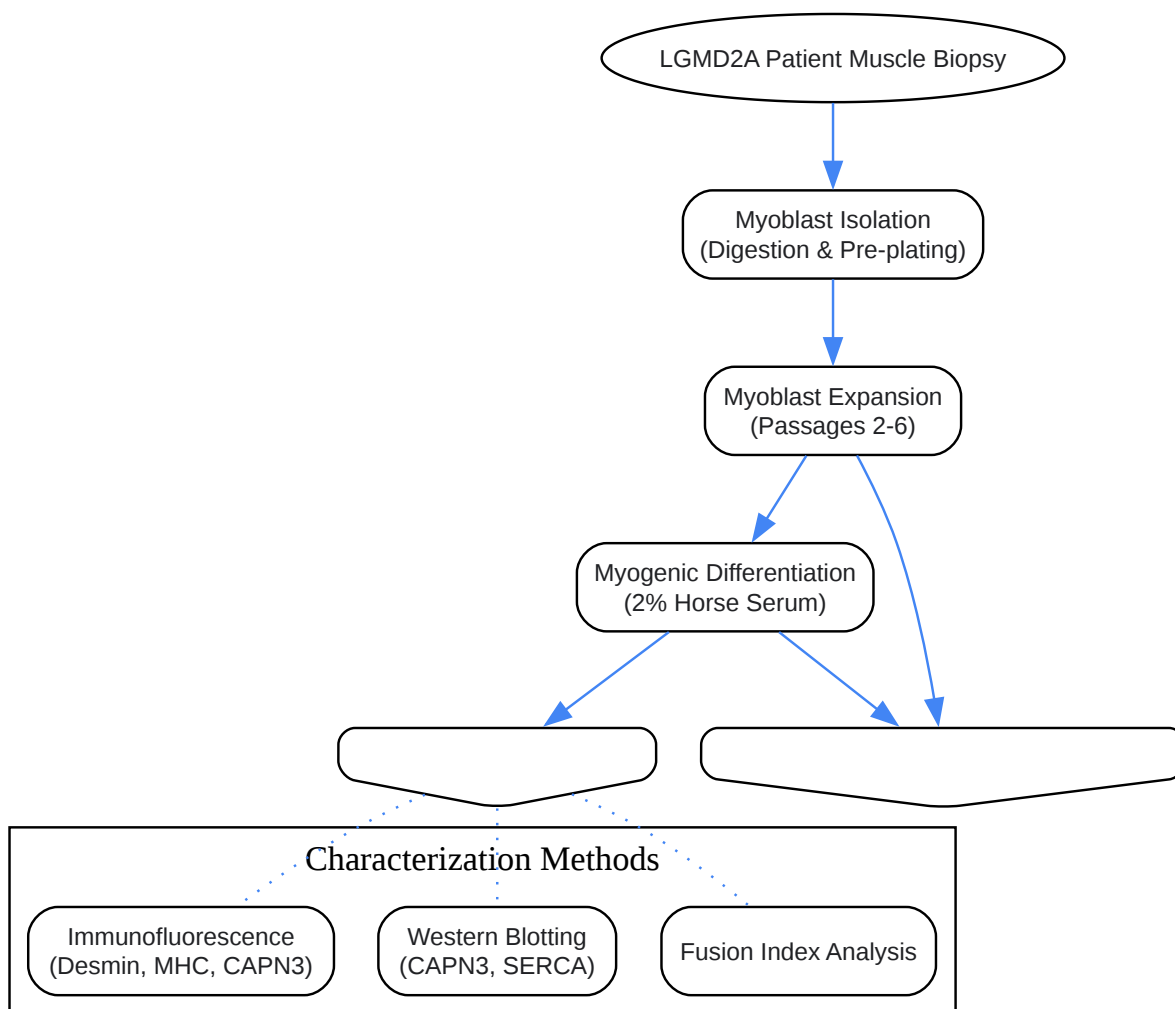 LGMD2A Patient Muscle Biopsy
Myoblast Isolation
(Digestion & Pre-plating)
Myoblast Expansion
(Passages 2-6)
Myogenic Differentiation
(2% Horse Serum)
Characterization Methods
Immunofluorescence
(Desmin, MHC, CAPN3)
Western Blotting
(CAPN3, SERCA)
Fusion Index Analysis